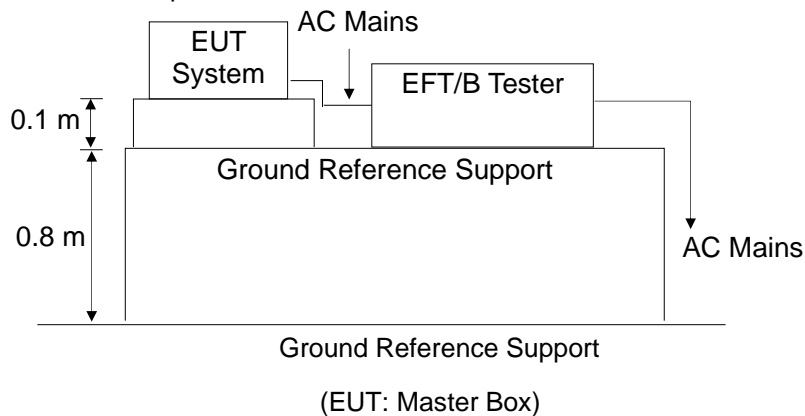 AC Mains
EUT
System
EFT/B Tester
0.1 m
Ground Reference Support
0.8 m
AC Mains
Ground Reference Support
(EUT: Master Box)